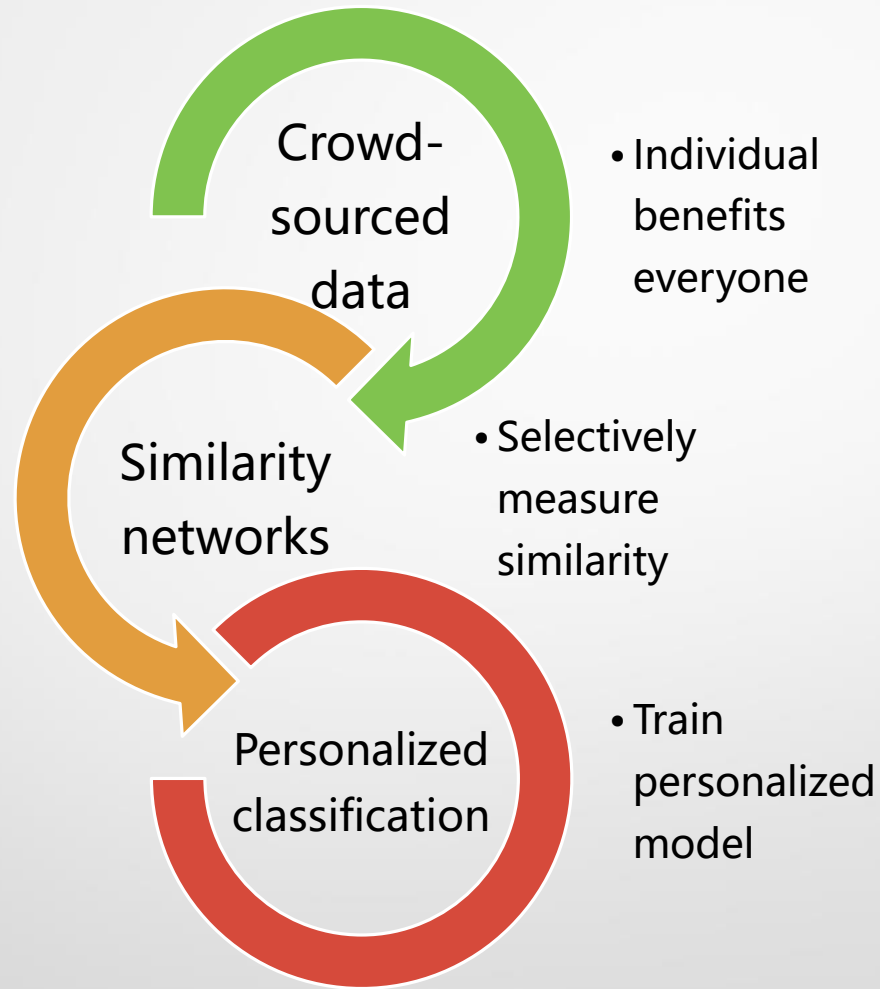 Crowd-
sourced
data
• Individual
benefits
everyone
Similarity
networks
• Selectively
measure
similarity
Personalized
classification
• Train
personalized
model